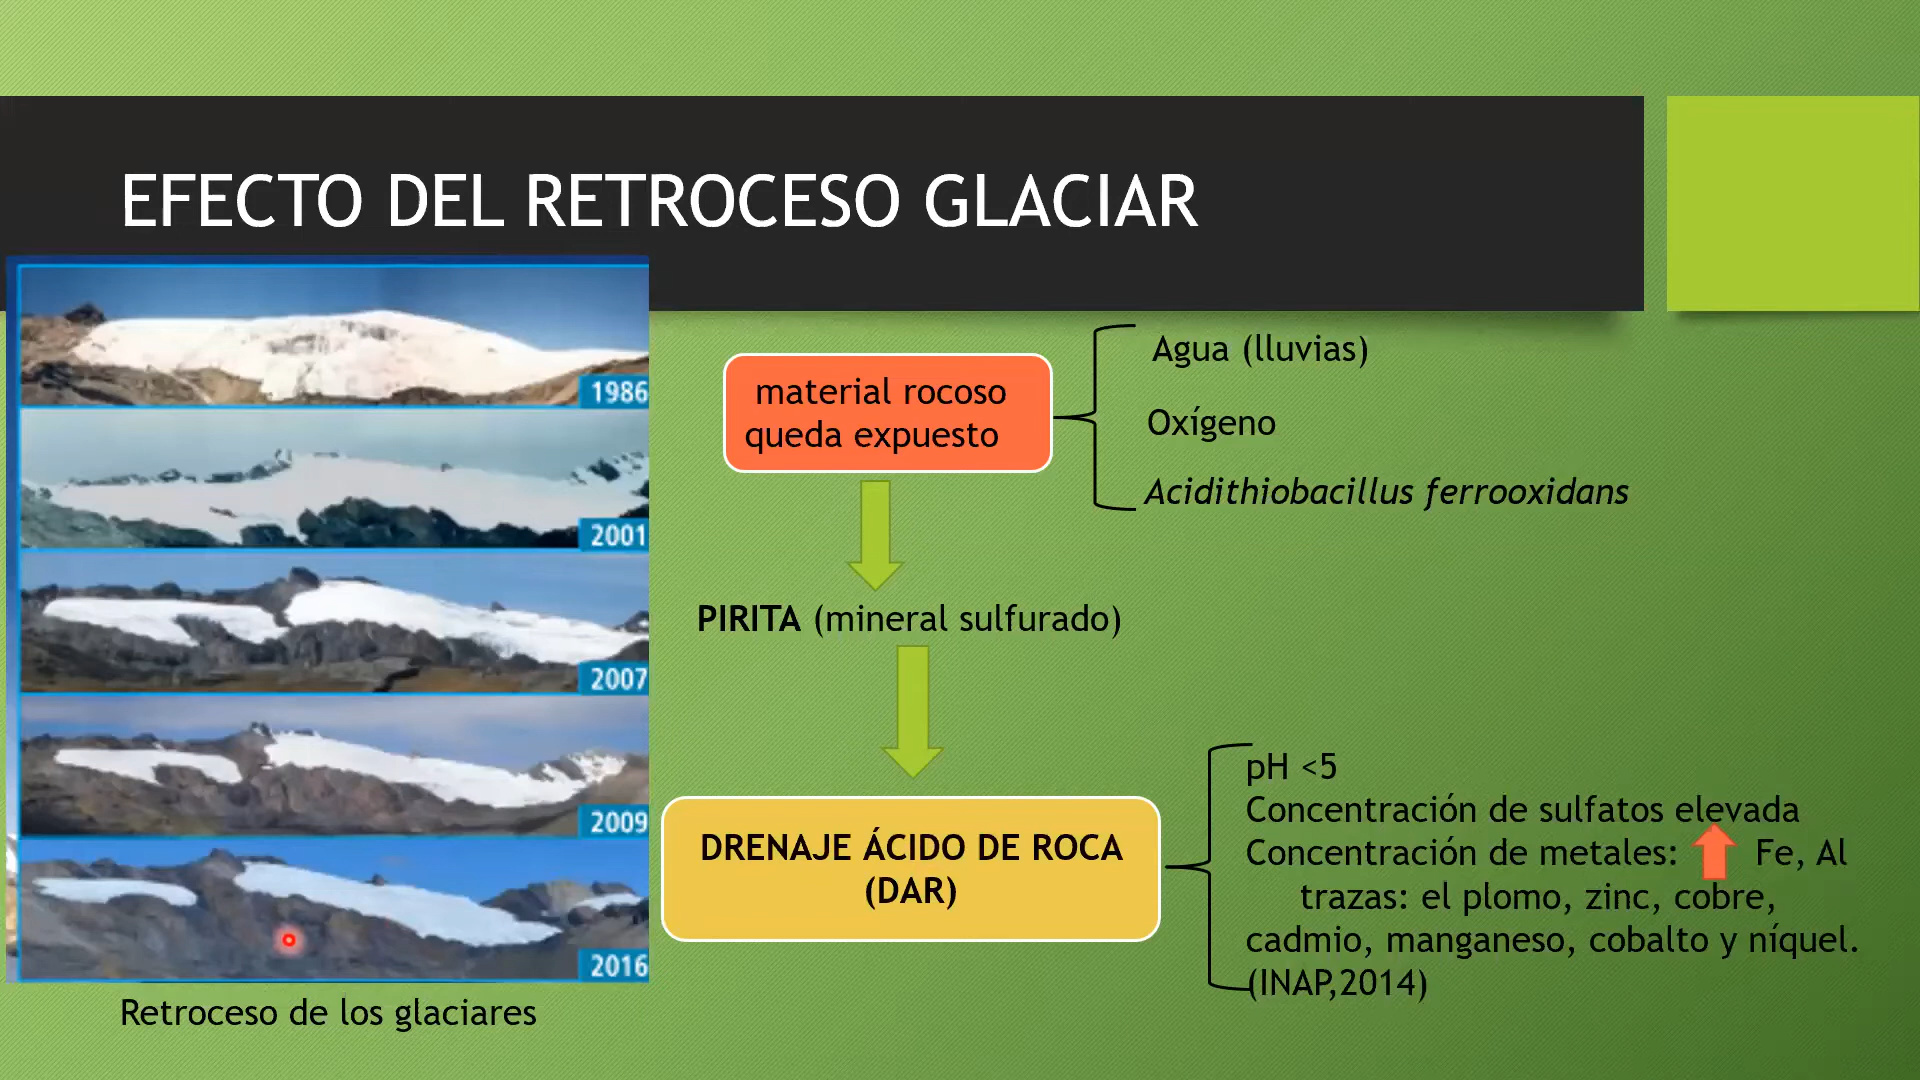 EFECTO DEL RETROCESO GLACIAR
1986
2001
2007
2009
2016
Retroceso de los glaciares
material rocoso
queda expuesto
Agua (lluvias)
Oxígeno
Acidithiobacillus ferrooxidans
PIRITA (mineral sulfurado)
DRENAJE ÁCIDO DE ROCA
(DAR)
pH <5
Concentración de sulfatos elevada
Concentración de metales: Fe, Al
trazas: el plomo, zinc, cobre,
cadmio, manganeso, cobalto y níquel.
(INAP,2014)